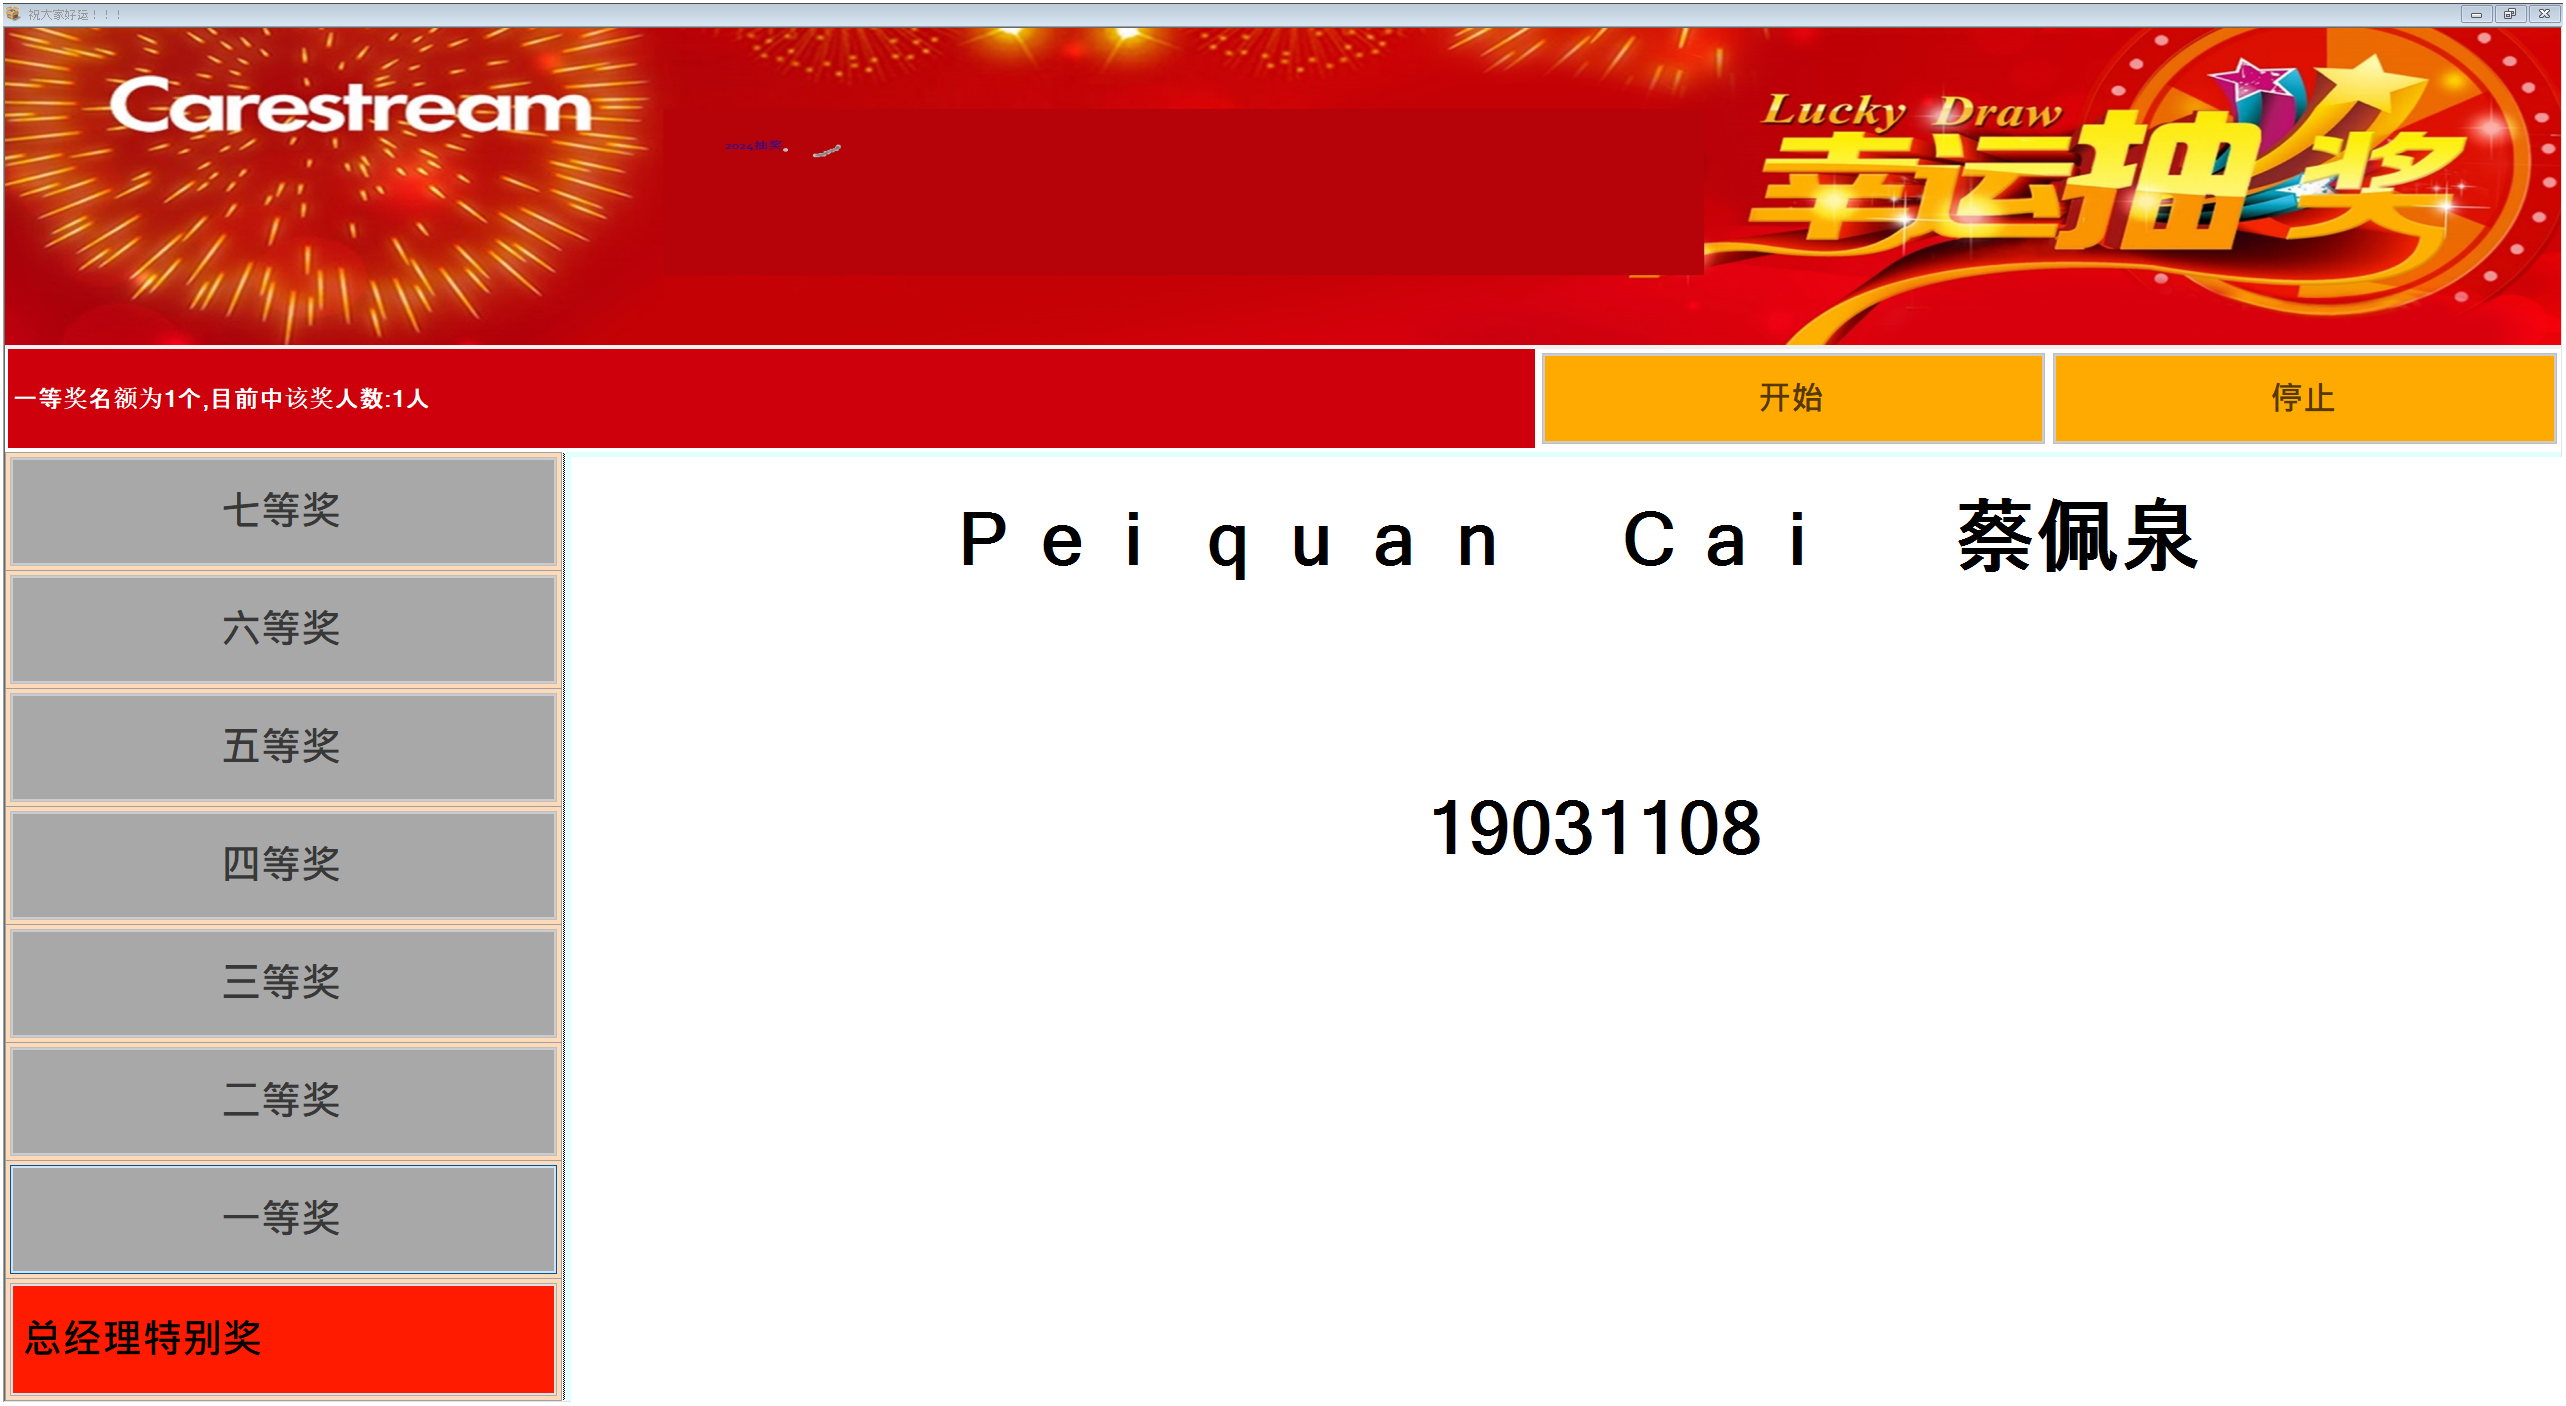 祝大家好运！！！
Carestream
2024抽奖
Lucky Draw
幸运抽奖
一等奖名额为1个,目前中该奖人数:1人
开始
停止
七等奖
六等奖
五等奖
四等奖
三等奖
二等奖
一等奖
总经理特别奖
Peiquan Cai 蔡佩泉
19031108